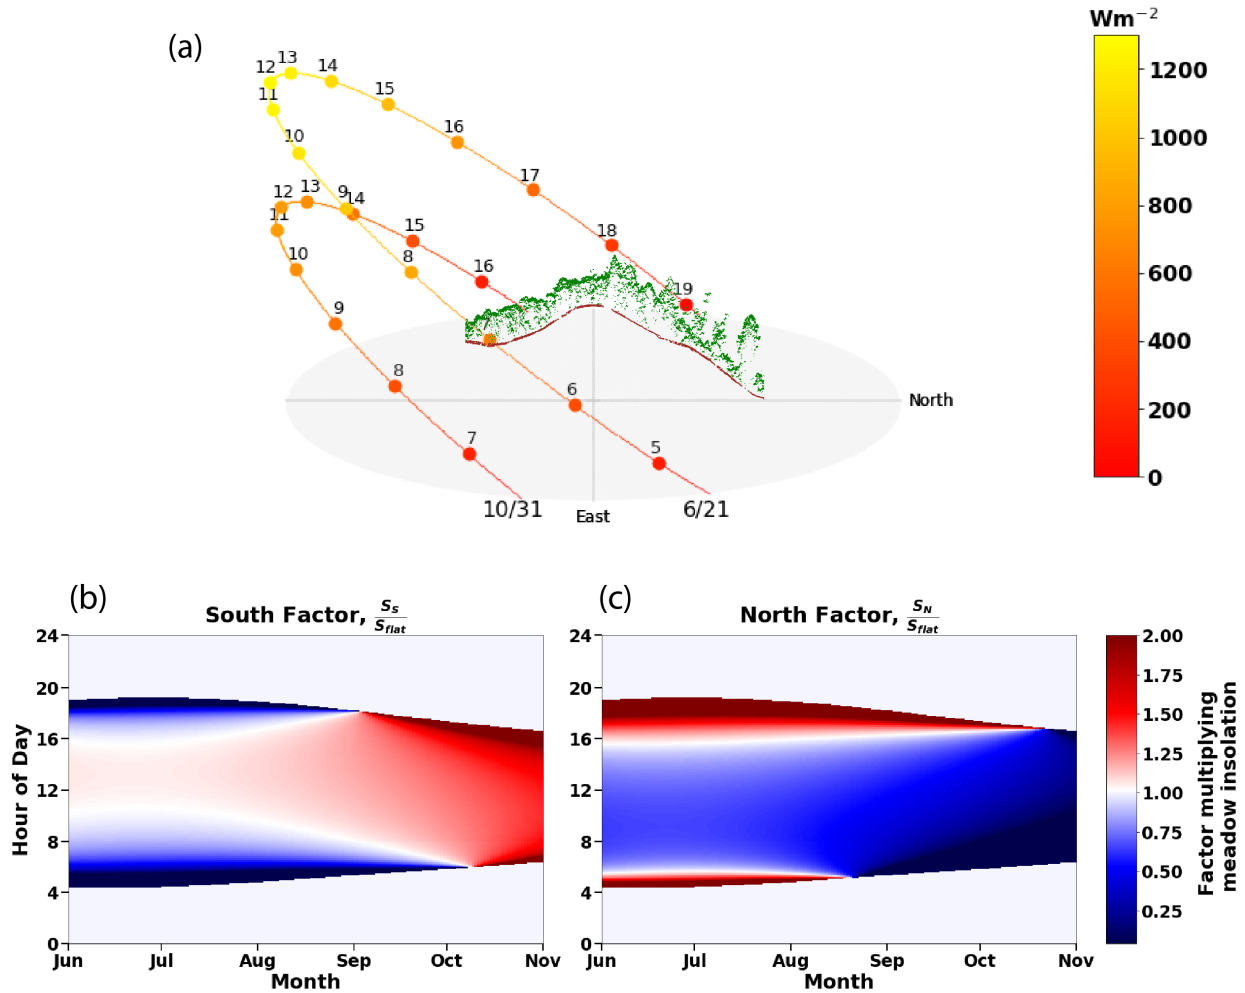 (a)
Wm⁻²
12 13 14
11
15
10
16
17
9
12 13 14
11
15
18
10
8
16
19
9
7
8
6
7
5
10/31
6/21
North
East
1200
1000
800
600
400
200
0
(b)
South Factor, S_S/S_flat
24
20
16
12
8
4
0
Hour of Day
Jun Jul Aug Sep Oct Nov
Month
(c)
North Factor, S_N/S_flat
24
20
16
12
8
4
0
Jun Jul Aug Sep Oct Nov
Month
2.00
1.75
1.50
1.25
1.00
0.75
0.50
0.25
Factor multiplying
meadow insolation